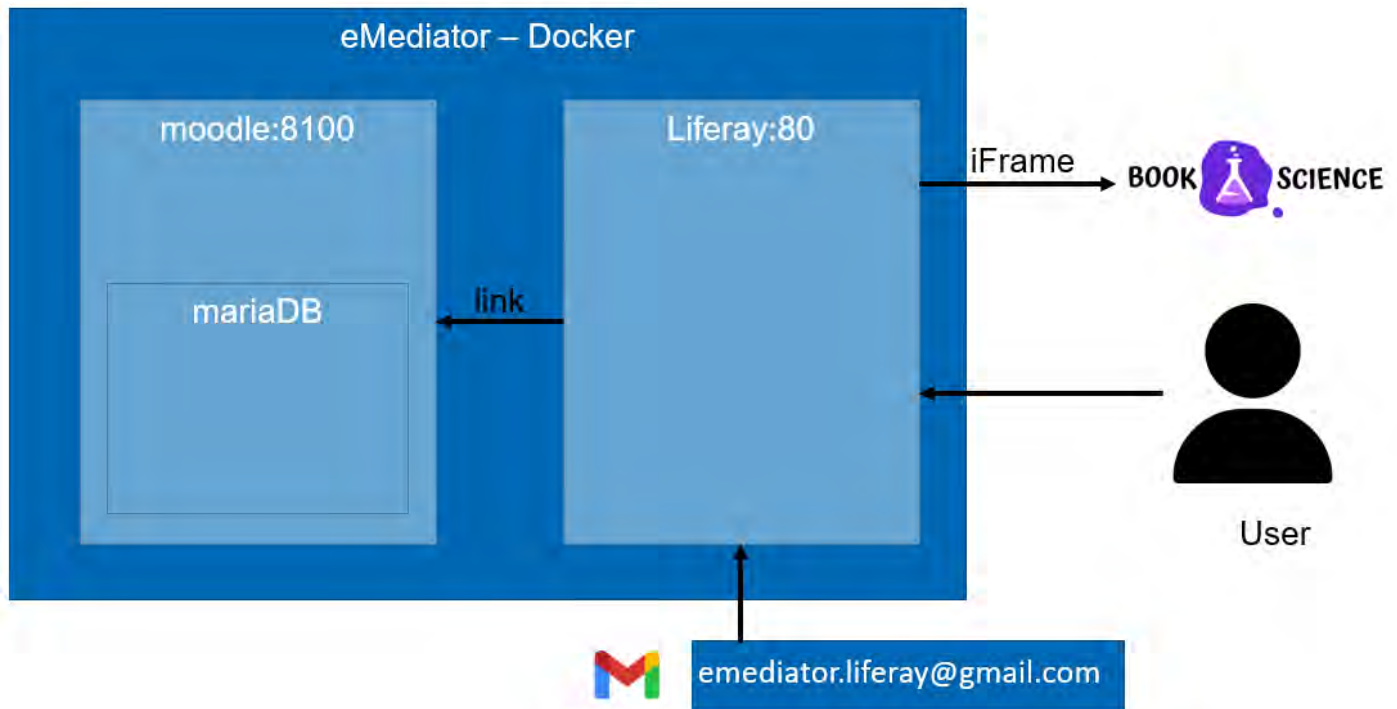 eMediator – Docker
moodle:8100
Liferay:80
iFrame
BOOK SCIENCE
mariaDB
link
User
emediator.liferay@gmail.com